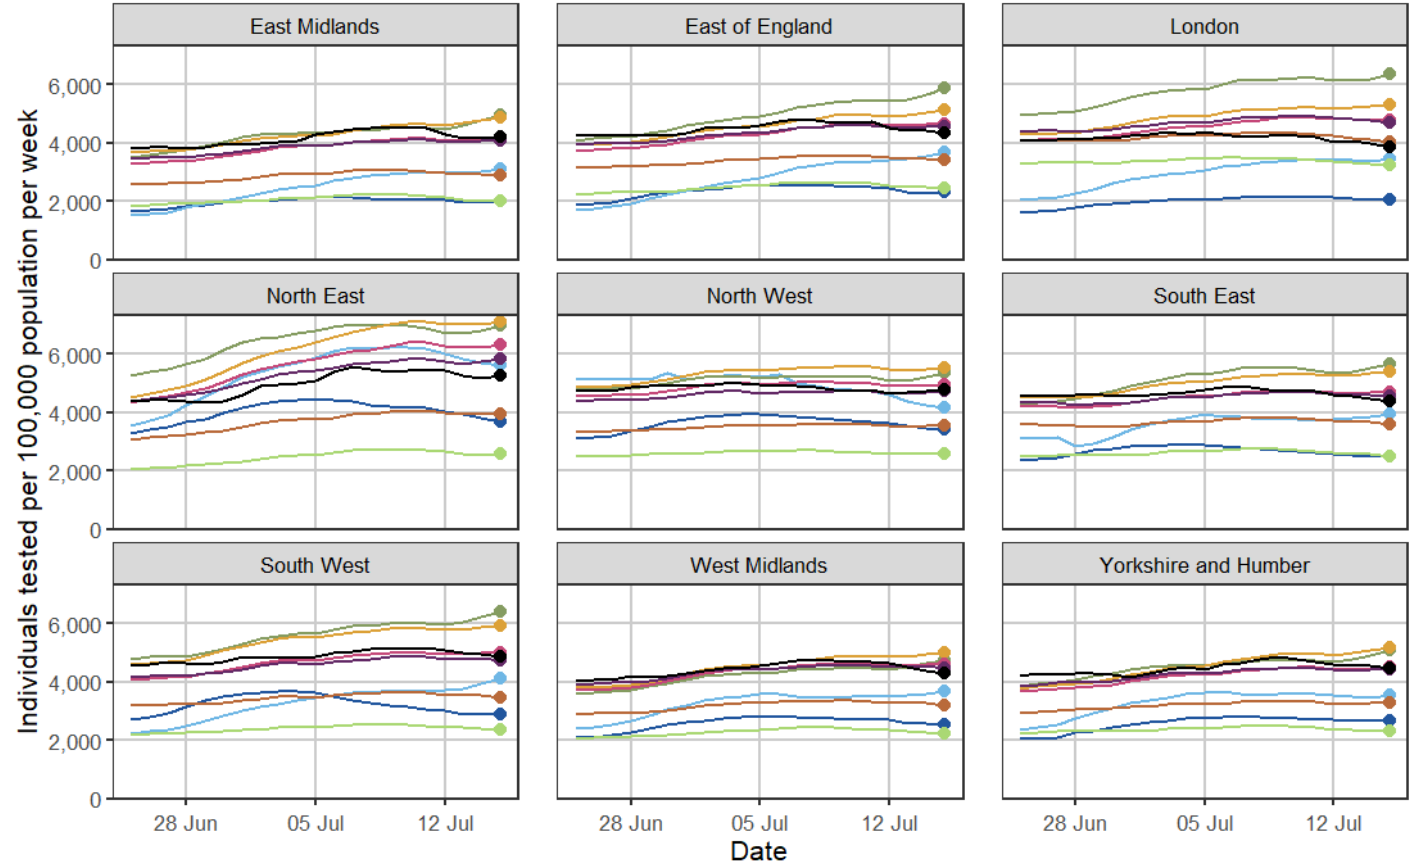 East Midlands
East of England
London
6,000
4,000
2,000
0
North East
North West
South East
6,000
4,000
2,000
0
South West
West Midlands
Yorkshire and Humber
6,000
4,000
2,000
0
28 Jun
05 Jul
12 Jul
28 Jun
05 Jul
12 Jul
28 Jun
05 Jul
12 Jul
Date
Individuals tested per 100,000 population per week